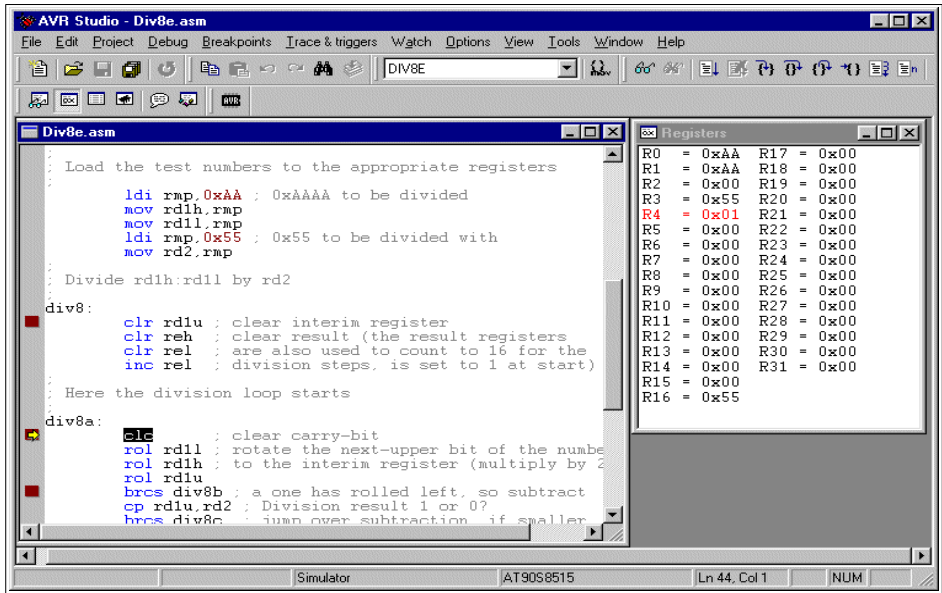 AVR Studio - Div8e.asm
File Edit Project Debug Breakpoints Trace & triggers Watch Options View Tools Window Help
DIV8E
mov
AVR
Div8e.asm
;
; Load the test numbers to the appropriate registers
;
ldi rmp,0xAA ; 0xAAAA to be divided
mov rd1h,rmp
mov rd1l,rmp
ldi rmp,0x55 ; 0x55 to be divided with
mov rd2,rmp
;
; Divide rd1h:rd1l by rd2
;
div8:
clr rd1u ; clear interim register
clr reh ; clear result (the result registers
clr rel ; are also used to count to 16 for the
inc rel ; division steps, is set to 1 at start)
;
; Here the division loop starts
;
div8a:
clc ; clear carry-bit
rol rd1l ; rotate the next-upper bit of the numbe
rol rd1h ; to the interim register (multiply by 2
rol rd1u
brcs div8b ; a one has rolled left, so subtract
cp rd1u,rd2 ; Division result 1 or 0?
brcs div8c ; jump over subtraction, if smaller
Registers
R0 = 0xAA R17 = 0x00
R1 = 0xAA R18 = 0x00
R2 = 0x00 R19 = 0x00
R3 = 0x55 R20 = 0x00
R4 = 0x01 R21 = 0x00
R5 = 0x00 R22 = 0x00
R6 = 0x00 R23 = 0x00
R7 = 0x00 R24 = 0x00
R8 = 0x00 R25 = 0x00
R9 = 0x00 R26 = 0x00
R10 = 0x00 R27 = 0x00
R11 = 0x00 R28 = 0x00
R12 = 0x00 R29 = 0x00
R13 = 0x00 R30 = 0x00
R14 = 0x00 R31 = 0x00
R15 = 0x00
R16 = 0x55
Simulator AT90S8515 Ln 44, Col 1 NUM